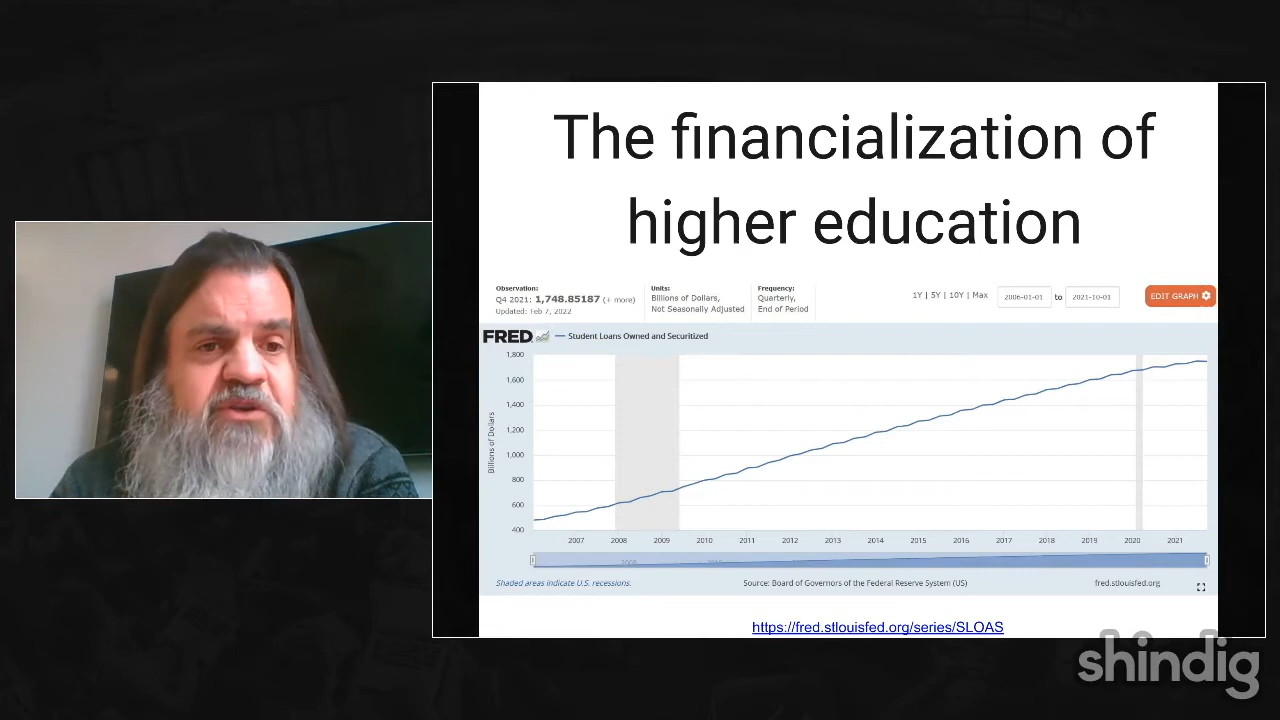 The financialization of
higher education
Observation:
Q4 2021: 1,748.85187 (+ more)
Updated: Feb 7, 2022
Units:
Billions of Dollars,
Not Seasonally Adjusted
Frequency:
Quarterly,
End of Period
1Y | 5Y | 10Y | Max
2006-01-01 to 2021-10-01
EDIT GRAPH
FRED
Student Loans Owned and Securitized
Billions of Dollars
1,800
1,600
1,400
1,200
1,000
800
600
400
2007 2008 2009 2010 2011 2012 2013 2014 2015 2016 2017 2018 2019 2020 2021
Shaded areas indicate U.S. recessions.
Source: Board of Governors of the Federal Reserve System (US)
fred.stlouisfed.org
https://fred.stlouisfed.org/series/SLOAS
shindig